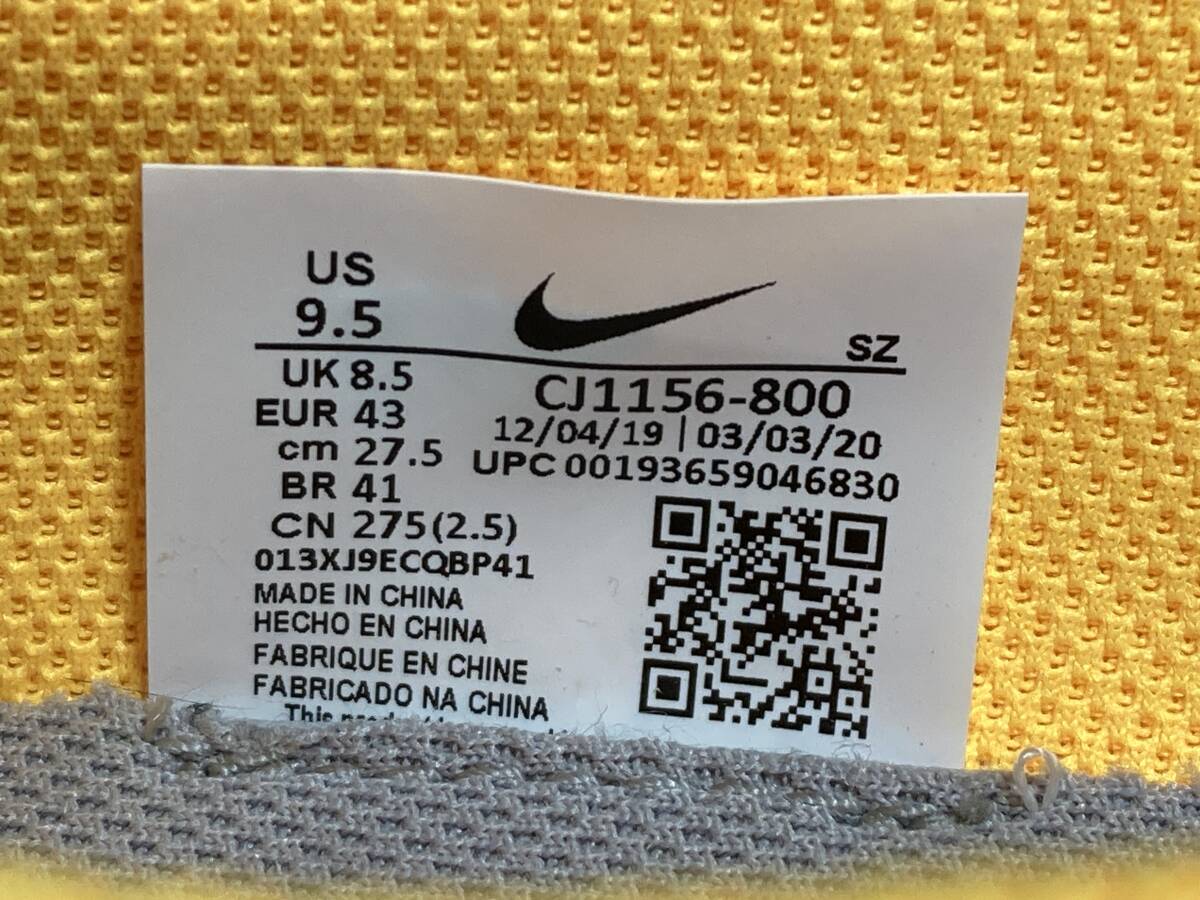 US
9.5
SZ
UK 8.5
EUR 43
cm 27.5
BR 41
CN 275(2.5)
CJ1156-800
12/04/19 | 03/03/20
UPC 00193659046830
013XJ9ECQBP41
MADE IN CHINA
HECHO EN CHINA
FABRIQUE EN CHINE
FABRICADO NA CHINA
This